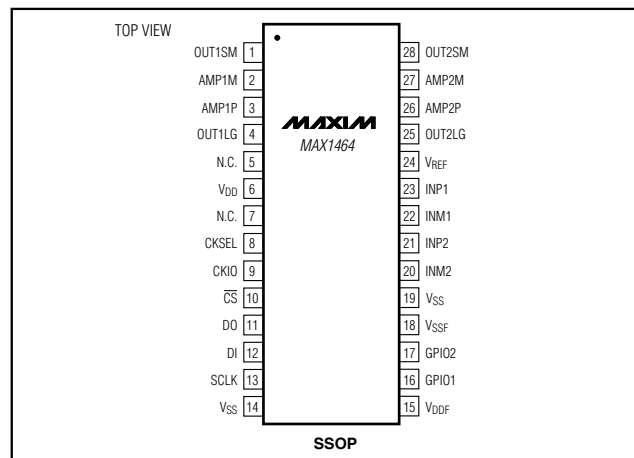 TOP VIEW
OUT1SM 1 28 OUT2SM
AMP1M 2 27 AMP2M
AMP1P 3 26 AMP2P
OUT1LG 4 25 OUT2LG
MAXIM
MAX1464
N.C. 5 24 VREF
VDD 6 23 INP1
N.C. 7 22 INM1
CKSEL 8 21 INP2
CKIO 9 20 INM2
C̅S̅ 10 19 VSS
DO 11 18 VSSF
DI 12 17 GPIO2
SCLK 13 16 GPIO1
VSS 14 15 VDDF
SSOP